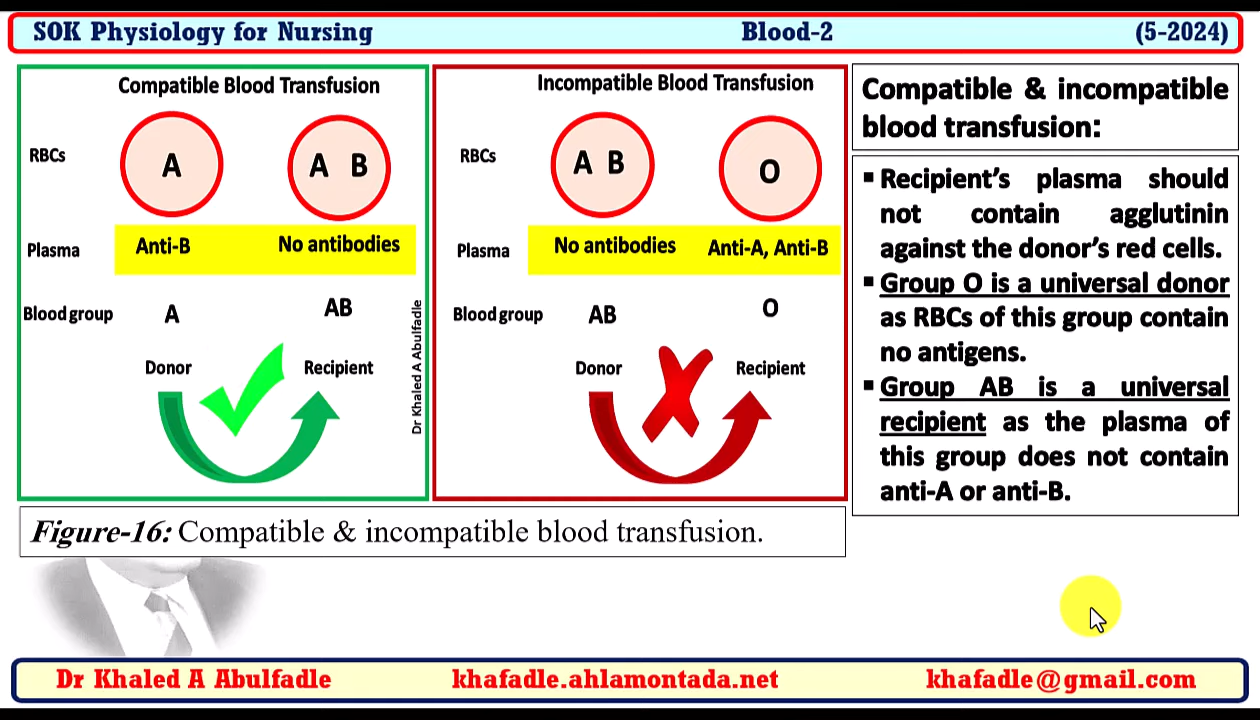 SOK Physiology for Nursing Blood-2 (5-2024)
Compatible Blood Transfusion
RBCs A A B
Plasma Anti-B No antibodies
Blood group A AB
Donor Recipient
Dr Khaled A Abulfadle
Incompatible Blood Transfusion
RBCs A B O
Plasma No antibodies Anti-A, Anti-B
Blood group AB O
Donor Recipient
Compatible & incompatible
blood transfusion:
▪ Recipient’s plasma should
not contain agglutinin
against the donor’s red cells.
▪ Group O is a universal donor
as RBCs of this group contain
no antigens.
▪ Group AB is a universal
recipient as the plasma of
this group does not contain
anti-A or anti-B.
Figure-16: Compatible & incompatible blood transfusion.
Dr Khaled A Abulfadle khafadle.ahlamontada.net khafadle@gmail.com